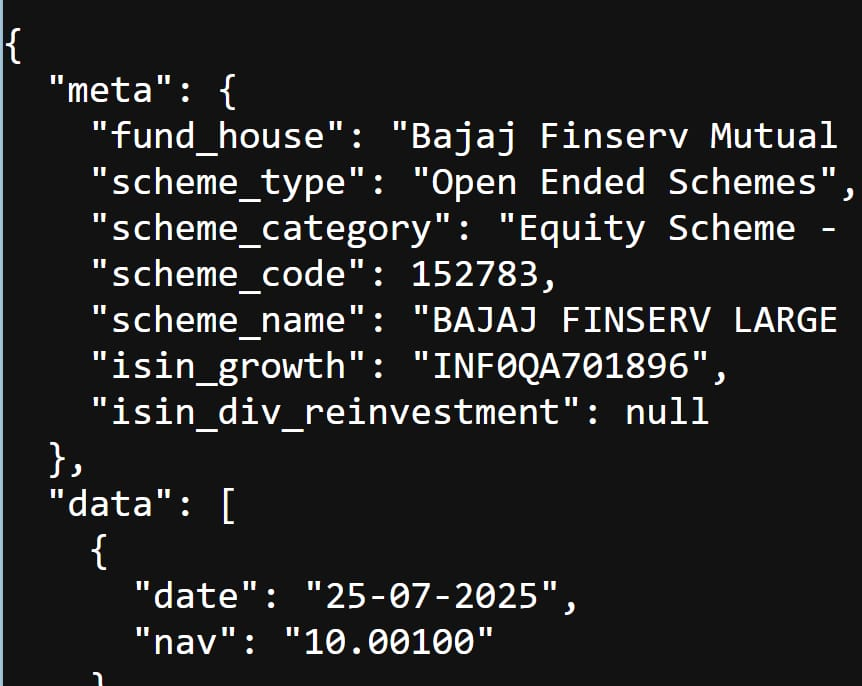 {
"meta": {
"fund_house": "Bajaj Finserv Mutual
"scheme_type": "Open Ended Schemes",
"scheme_category": "Equity Scheme -
"scheme_code": 152783,
"scheme_name": "BAJAJ FINSERV LARGE
"isin_growth": "INF0QA701896",
"isin_div_reinvestment": null
},
"data": [
{
"date": "25-07-2025",
"nav": "10.00100"
}